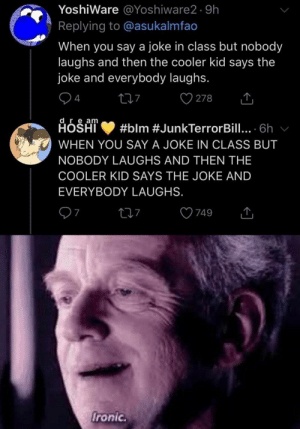 YoshiWare @Yoshiware2 · 9h
Replying to @asukalmfao
When you say a joke in class but nobody
laughs and then the cooler kid says the
joke and everybody laughs.
4 7 278
d r e am
HOSHI #blm #JunkTerrorBill... · 6h
WHEN YOU SAY A JOKE IN CLASS BUT
NOBODY LAUGHS AND THEN THE
COOLER KID SAYS THE JOKE AND
EVERYBODY LAUGHS.
7 7 749
Ironic.